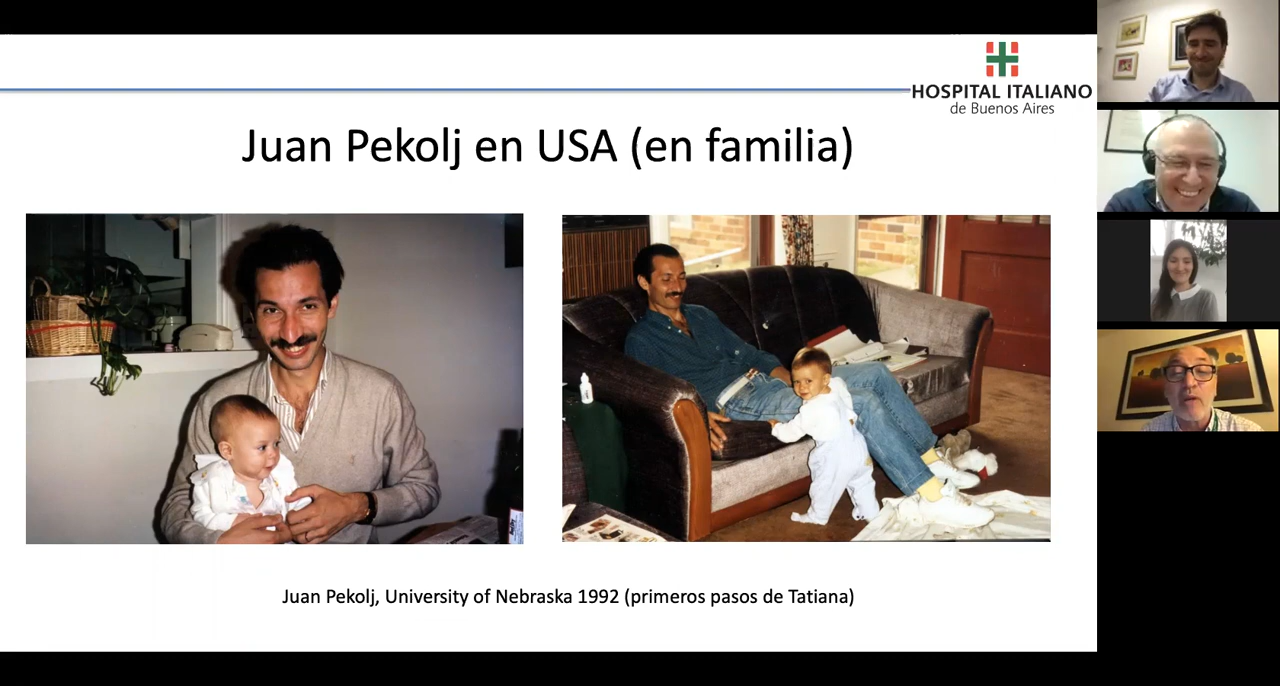 HOSPITAL ITALIANO
de Buenos Aires
Juan Pekolj en USA (en familia)
Juan Pekolj, University of Nebraska 1992 (primeros pasos de Tatiana)